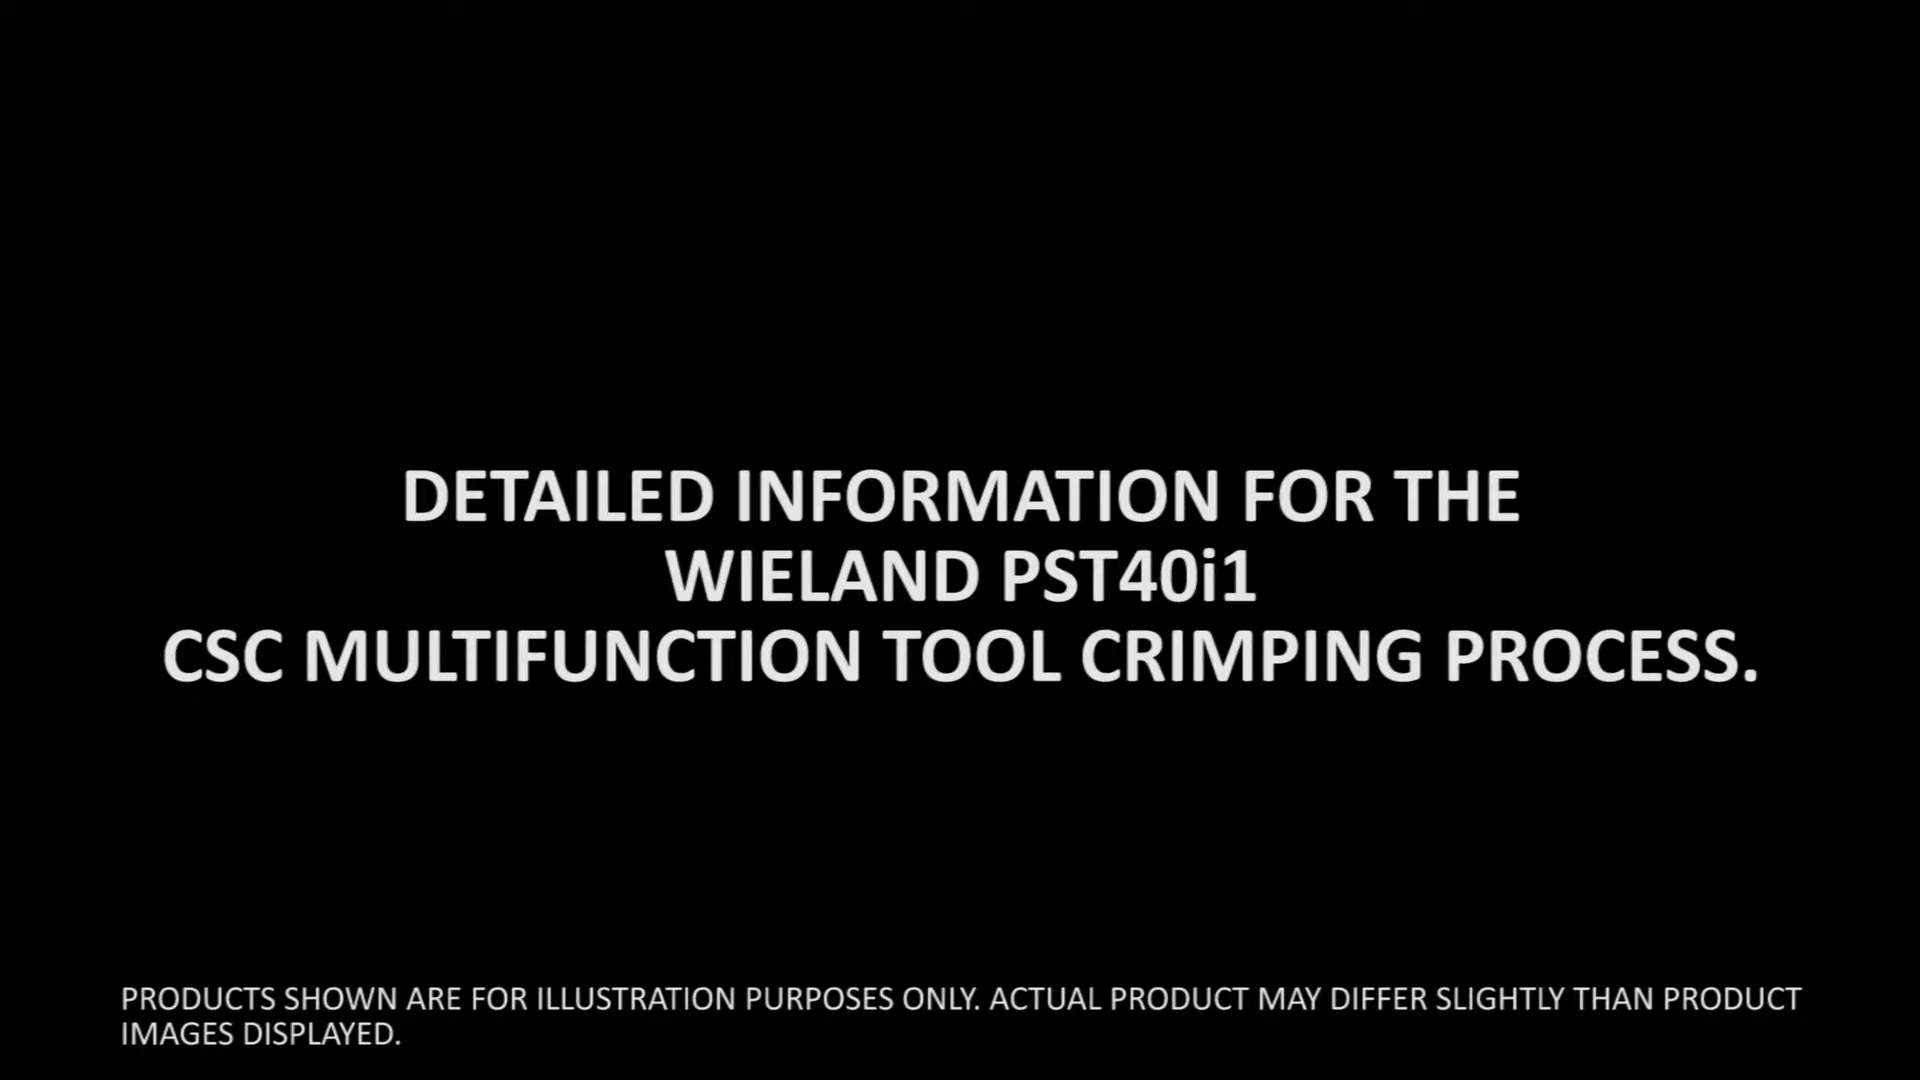 DETAILED INFORMATION FOR THE
WIELAND PST40i1
CSC MULTIFUNCTION TOOL CRIMPING PROCESS.
PRODUCTS SHOWN ARE FOR ILLUSTRATION PURPOSES ONLY. ACTUAL PRODUCT MAY DIFFER SLIGHTLY THAN PRODUCT
IMAGES DISPLAYED.